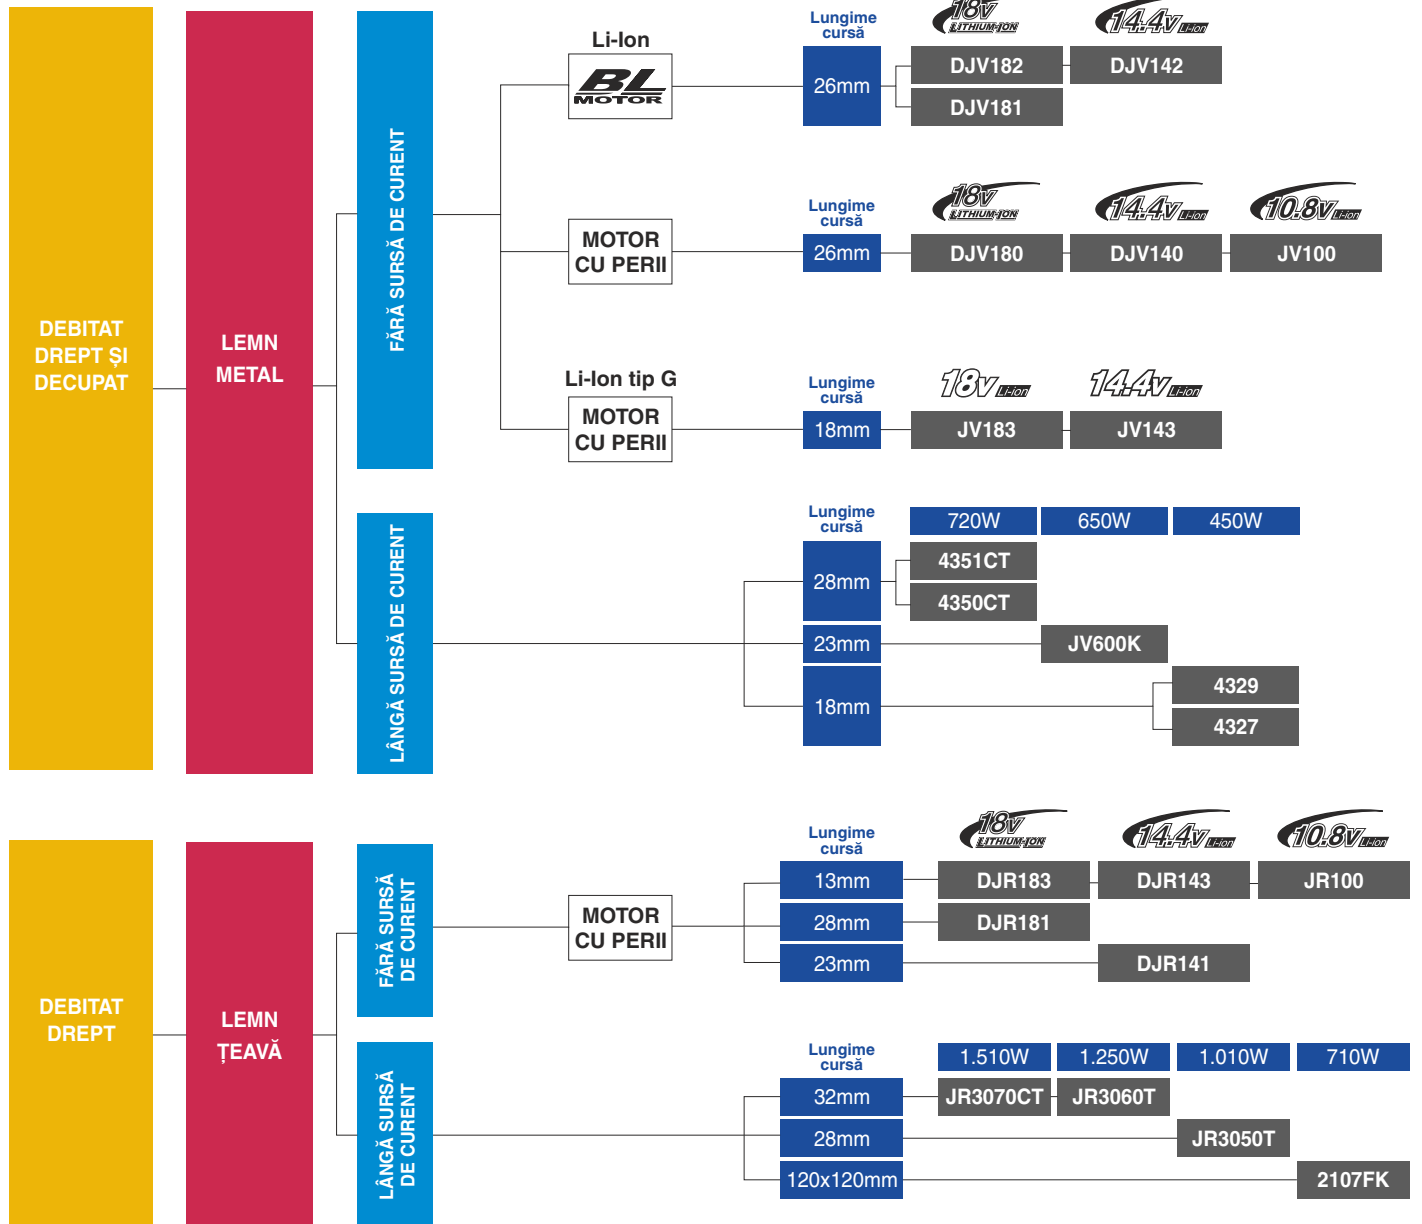 DEBITAT
DREPT ȘI
DECUPAT
LEMN
METAL
FĂRĂ SURSĂ DE CURENT
Li-Ion
BL
MOTOR
Lungime
cursă
26mm
18V
LITHIUM-ION
14.4V Li-ion
DJV182
DJV142
DJV181
MOTOR
CU PERII
Lungime
cursă
26mm
18V
LITHIUM-ION
14.4V Li-ion
10.8V Li-ion
DJV180
DJV140
JV100
Li-Ion tip G
MOTOR
CU PERII
Lungime
cursă
18mm
18V Li-ion
14.4V Li-ion
JV183
JV143
LÂNGĂ SURSĂ DE CURENT
Lungime
cursă
720W
650W
450W
28mm
4351CT
4350CT
23mm
JV600K
18mm
4329
4327
DEBITAT
DREPT
LEMN
ȚEAVĂ
FĂRĂ SURSĂ
DE CURENT
MOTOR
CU PERII
Lungime
cursă
18V
LITHIUM-ION
14.4V Li-ion
10.8V Li-ion
13mm
DJR183
DJR143
JR100
28mm
DJR181
23mm
DJR141
LÂNGĂ SURSĂ
DE CURENT
Lungime
cursă
1.510W
1.250W
1.010W
710W
32mm
JR3070CT
JR3060T
28mm
JR3050T
120x120mm
2107FK